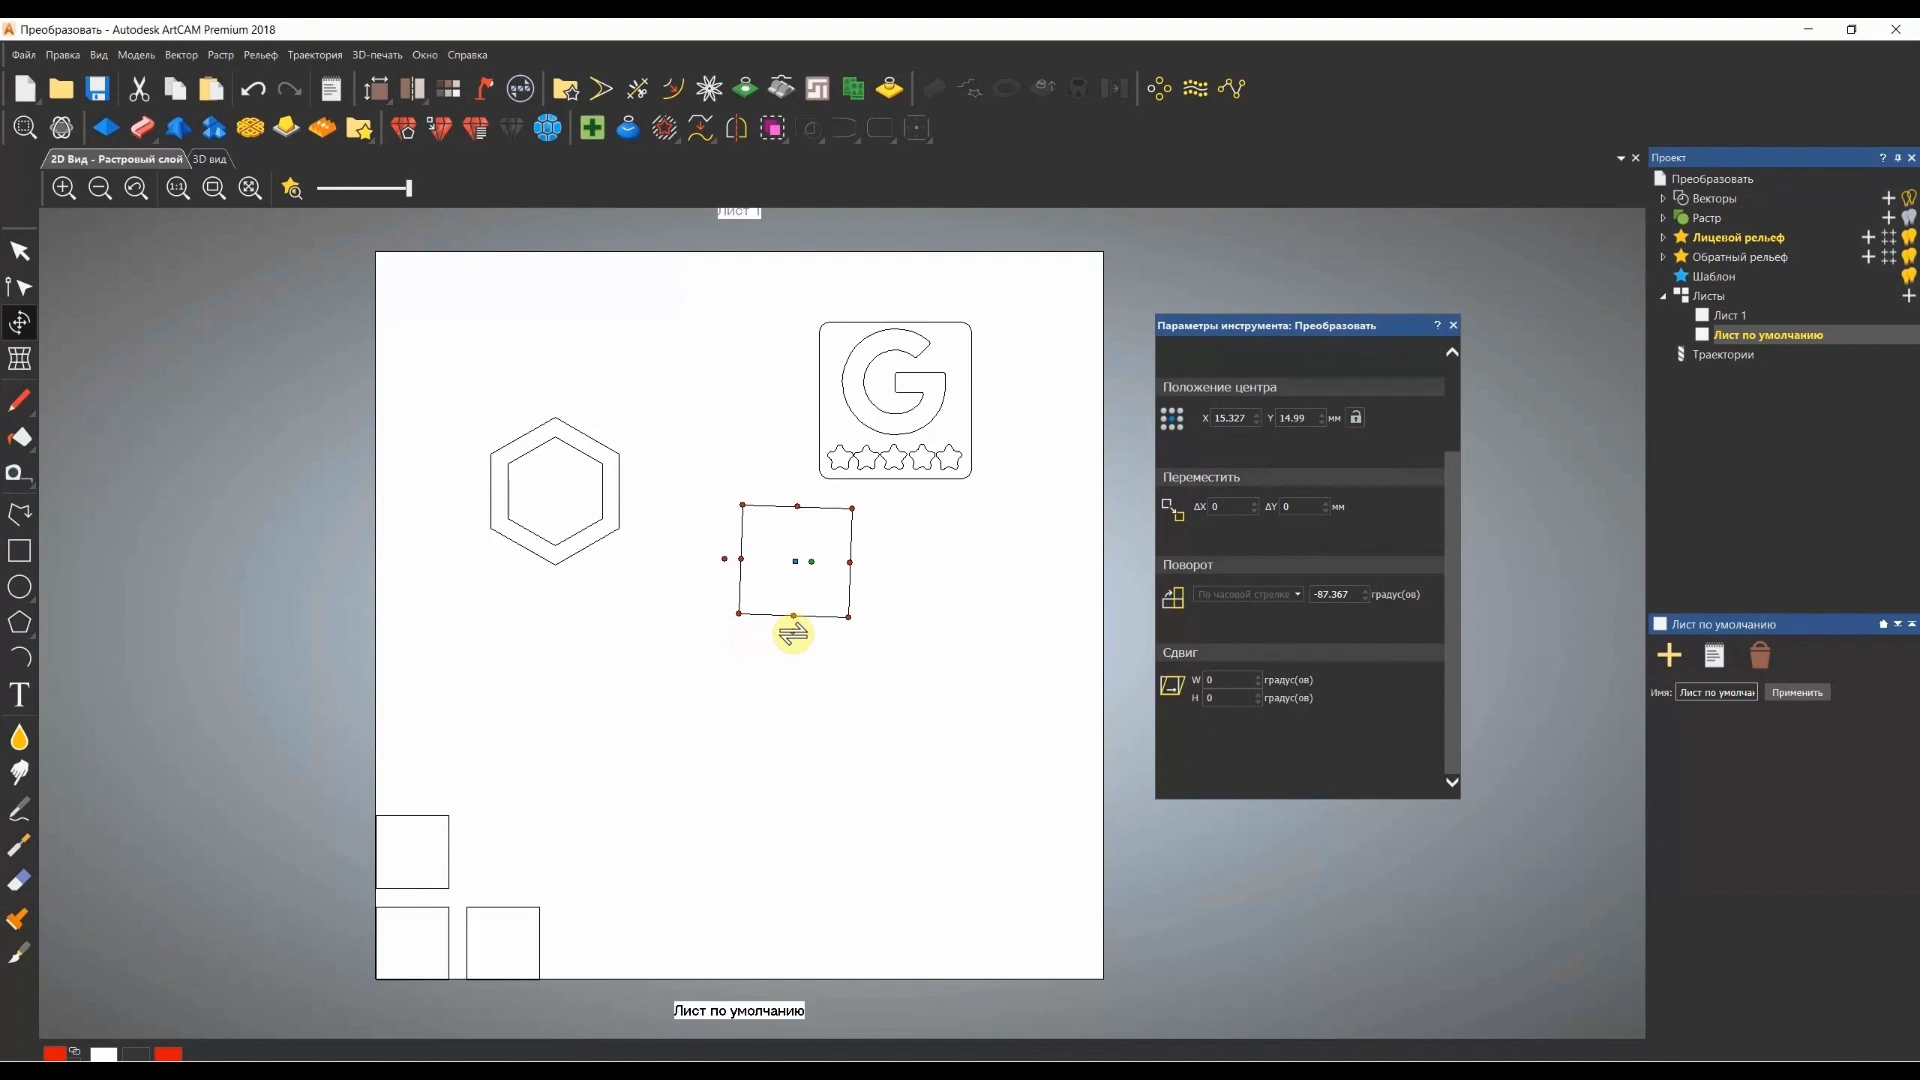 Преобразовать - Autodesk ArtCAM Premium 2018
Файл Правка Вид Модель Вектор Растр Рельеф Траектория 3D-печать Окно Справка
2D Вид - Растровый слой 3D вид
1:1
Лист 1
Проект
Преобразовать
Векторы
Растр
Лицевой рельеф
Обратный рельеф
Шаблон
Листы
Лист 1
Лист по умолчанию
Траектории
Параметры инструмента: Преобразовать
Положение центра
X 15.327 Y 14.99 мм
Переместить
ΔX 0 ΔY 0 мм
Поворот
По часовой стрелке -87.367 градус(ов)
Сдвиг
W 0 градус(ов)
H 0 градус(ов)
Лист по умолчанию
Имя: Лист по умолчан Применить
G
T
Лист по умолчанию